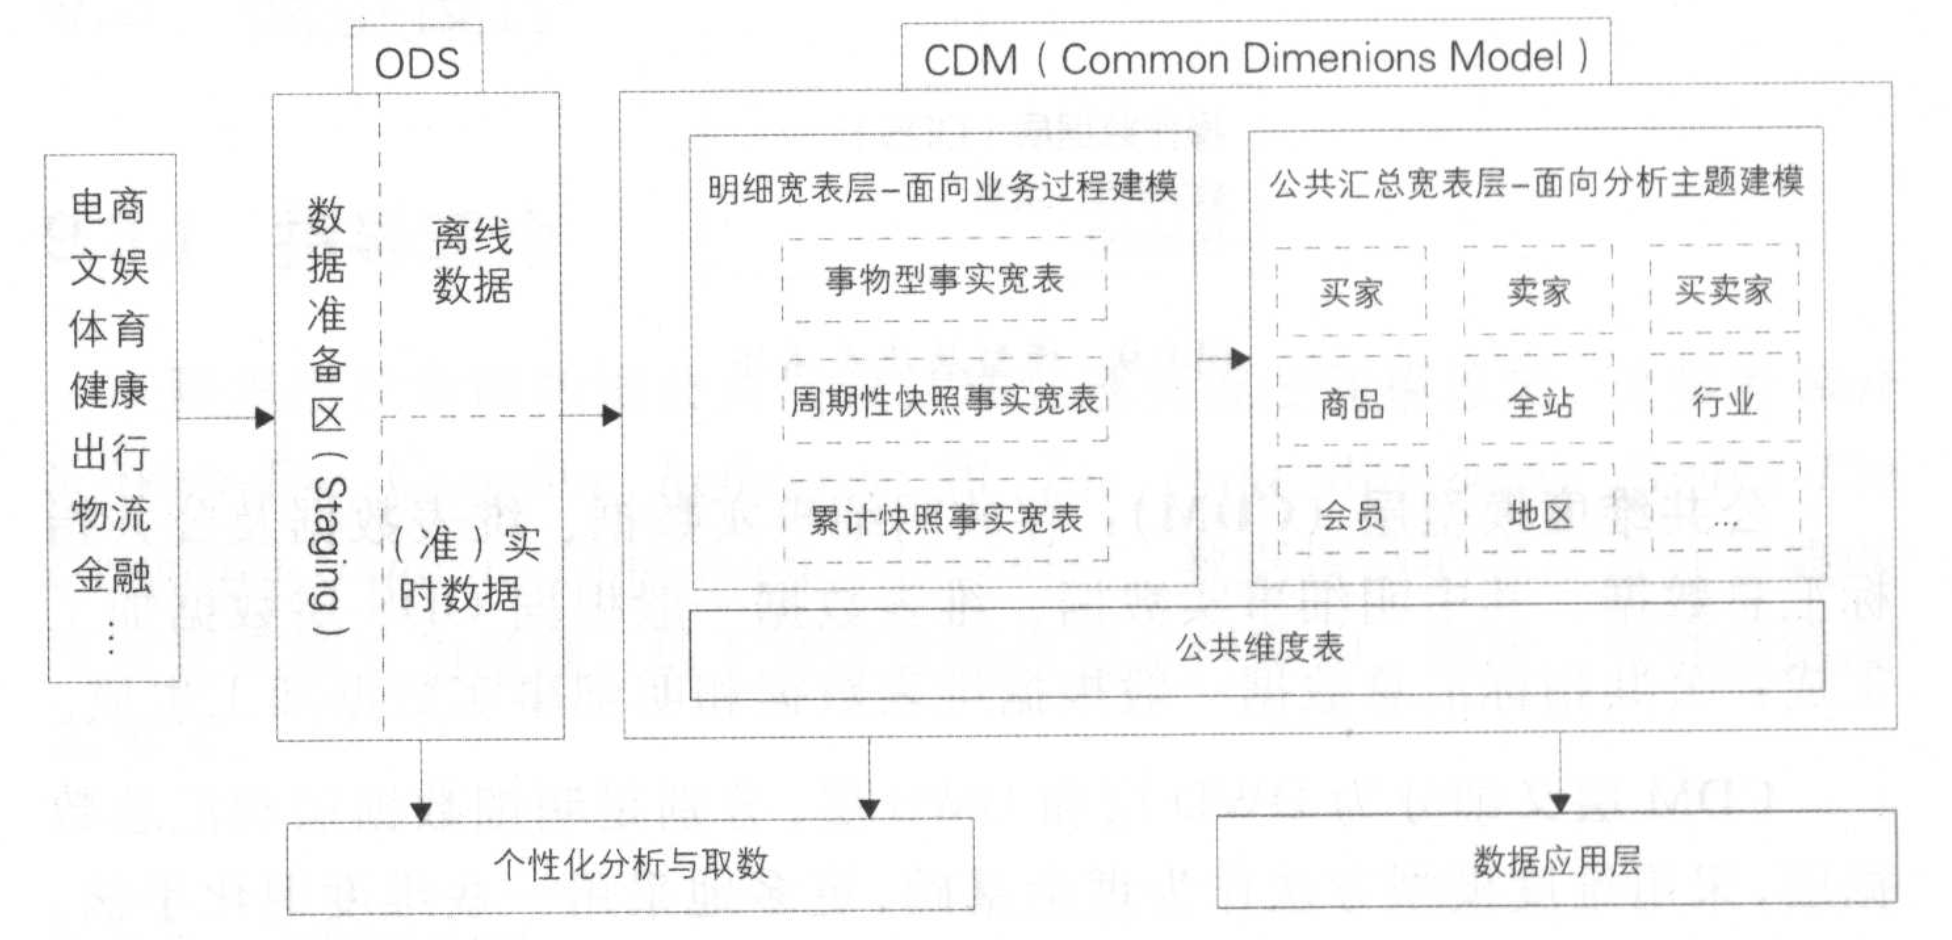 ODS
CDM（Common Dimenions Model）
电商
文娱
体育
健康
出行
物流
金融
...
数据准备区(Staging)
离线
数据
（准）实
时数据
明细宽表层-面向业务过程建模
事物型事实宽表
周期性快照事实宽表
累计快照事实宽表
公共汇总宽表层-面向分析主题建模
买家
卖家
买卖家
商品
全站
行业
会员
地区
...
公共维度表
个性化分析与取数
数据应用层